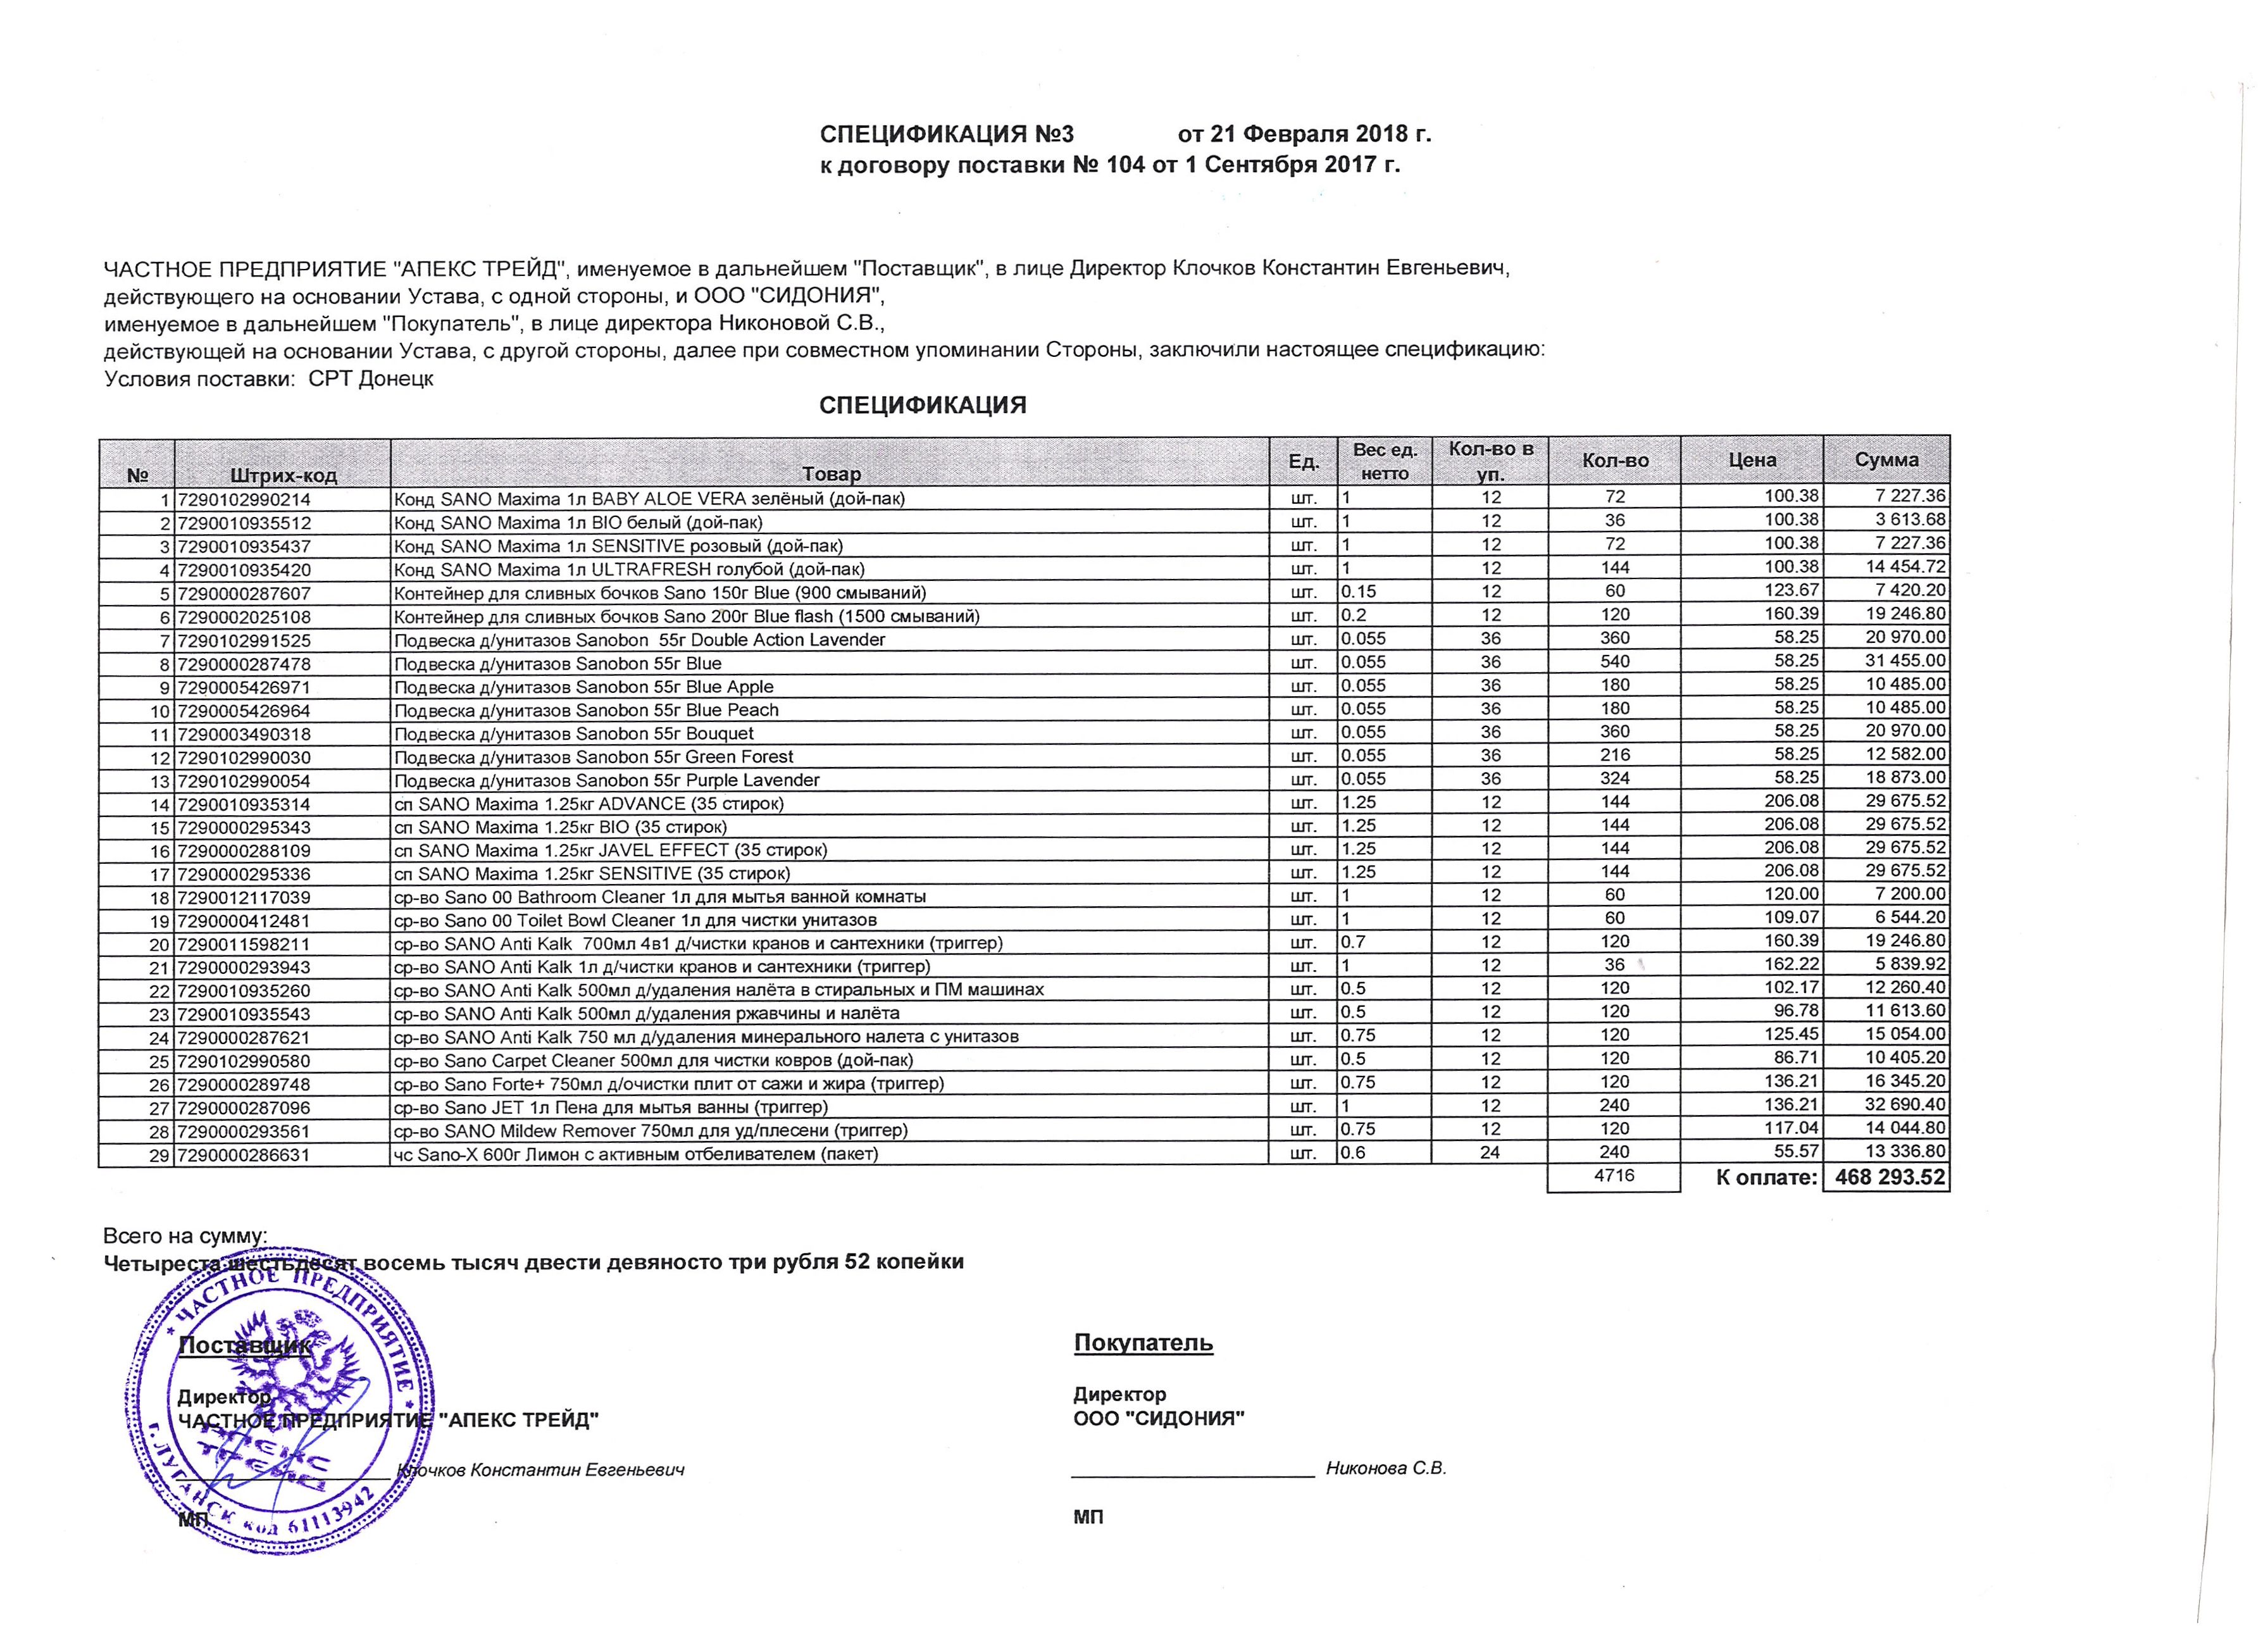 СПЕЦИФИКАЦИЯ №3 от 21 Февраля 2018 г.
к договору поставки № 104 от 1 Сентября 2017 г.
ЧАСТНОЕ ПРЕДПРИЯТИЕ "АПЕКС ТРЕЙД", именуемое в дальнейшем "Поставщик", в лице Директор Клочков Константин Евгеньевич,
действующего на основании Устава, с одной стороны, и ООО "СИДОНИЯ",
именуемое в дальнейшем "Покупатель", в лице директора Никоновой С.В.,
действующей на основании Устава, с другой стороны, далее при совместном упоминании Стороны, заключили настоящее спецификацию:
Условия поставки: СРТ Донецк
СПЕЦИФИКАЦИЯ
№ Штрих-код Товар Ед. Вес ед. нетто Кол-во в уп. Кол-во Цена Сумма
1 7290102990214 Конд SANO Maxima 1л BABY ALOE VERA зелёный (дой-пак) шт. 1 12 72 100.38 7 227.36
2 7290010935512 Конд SANO Maxima 1л BIO белый (дой-пак) шт. 1 12 36 100.38 3 613.68
3 7290010935437 Конд SANO Maxima 1л SENSITIVE розовый (дой-пак) шт. 1 12 72 100.38 7 227.36
4 7290010935420 Конд SANO Maxima 1л ULTRAFRESH голубой (дой-пак) шт. 1 12 144 100.38 14 454.72
5 7290000287607 Контейнер для сливных бочков Sano 150г Blue (900 смываний) шт. 0.15 12 60 123.67 7 420.20
6 7290002025108 Контейнер для сливных бочков Sano 200г Blue flash (1500 смываний) шт. 0.2 12 120 160.39 19 246.80
7 7290102991525 Подвеска д/унитазов Sanobon 55г Double Action Lavender шт. 0.055 36 360 58.25 20 970.00
8 7290000287478 Подвеска д/унитазов Sanobon 55г Blue шт. 0.055 36 540 58.25 31 455.00
9 7290005426971 Подвеска д/унитазов Sanobon 55г Blue Apple шт. 0.055 36 180 58.25 10 485.00
10 7290005426964 Подвеска д/унитазов Sanobon 55г Blue Peach шт. 0.055 36 180 58.25 10 485.00
11 7290003490318 Подвеска д/унитазов Sanobon 55г Bouquet шт. 0.055 36 360 58.25 20 970.00
12 7290102990030 Подвеска д/унитазов Sanobon 55г Green Forest шт. 0.055 36 216 58.25 12 582.00
13 7290102990054 Подвеска д/унитазов Sanobon 55г Purple Lavender шт. 0.055 36 324 58.25 18 873.00
14 7290010935314 сп SANO Maxima 1.25кг ADVANCE (35 стирок) шт. 1.25 12 144 206.08 29 675.52
15 7290000295343 сп SANO Maxima 1.25кг BIO (35 стирок) шт. 1.25 12 144 206.08 29 675.52
16 7290000288109 сп SANO Maxima 1.25кг JAVEL EFFECT (35 стирок) шт. 1.25 12 144 206.08 29 675.52
17 7290000295336 сп SANO Maxima 1.25кг SENSITIVE (35 стирок) шт. 1.25 12 144 206.08 29 675.52
18 7290012117039 ср-во Sano 00 Bathroom Cleaner 1л для мытья ванной комнаты шт. 1 12 60 120.00 7 200.00
19 7290000412481 ср-во Sano 00 Toilet Bowl Cleaner 1л для чистки унитазов шт. 1 12 60 109.07 6 544.20
20 7290011598211 ср-во SANO Anti Kalk 700мл 4в1 д/чистки кранов и сантехники (триггер) шт. 0.7 12 120 160.39 19 246.80
21 7290000293943 ср-во SANO Anti Kalk 1л д/чистки кранов и сантехники (триггер) шт. 1 12 36 162.22 5 839.92
22 7290010935260 ср-во SANO Anti Kalk 500мл д/удаления налёта в стиральных и ПМ машинах шт. 0.5 12 120 102.17 12 260.40
23 7290010935543 ср-во SANO Anti Kalk 500мл д/удаления ржавчины и налёта шт. 0.5 12 120 96.78 11 613.60
24 7290000287621 ср-во SANO Anti Kalk 750 мл д/удаления минерального налета с унитазов шт. 0.75 12 120 125.45 15 054.00
25 7290102990580 ср-во Sano Carpet Cleaner 500мл для чистки ковров (дой-пак) шт. 0.5 12 120 86.71 10 405.20
26 7290000289748 ср-во Sano Forte+ 750мл д/очистки плит от сажи и жира (триггер) шт. 0.75 12 120 136.21 16 345.20
27 7290000287096 ср-во Sano JET 1л Пена для мытья ванны (триггер) шт. 1 12 240 136.21 32 690.40
28 7290000293561 ср-во SANO Mildew Remover 750мл для уд/плесени (триггер) шт. 0.75 12 120 117.04 14 044.80
29 7290000286631 чс Sano-X 600г Лимон с активным отбеливателем (пакет) шт. 0.6 24 240 55.57 13 336.80
4716 К оплате: 468 293.52
Всего на сумму:
Четыреста шестьдесят восемь тысяч двести девяносто три рубля 52 копейки
* ЧАСТНОЕ ПРЕДПРИЯТИЕ *
Поставщик Покупатель
Директор Директор
ЧАСТНОЕ ПРЕДПРИЯТИЕ "АПЕКС ТРЕЙД" ООО "СИДОНИЯ"
АПЕКС
ТРЕЙД
Клочков Константин Евгеньевич Никонова С.В.
г. ЛУГАНСК код 61113942
МП МП